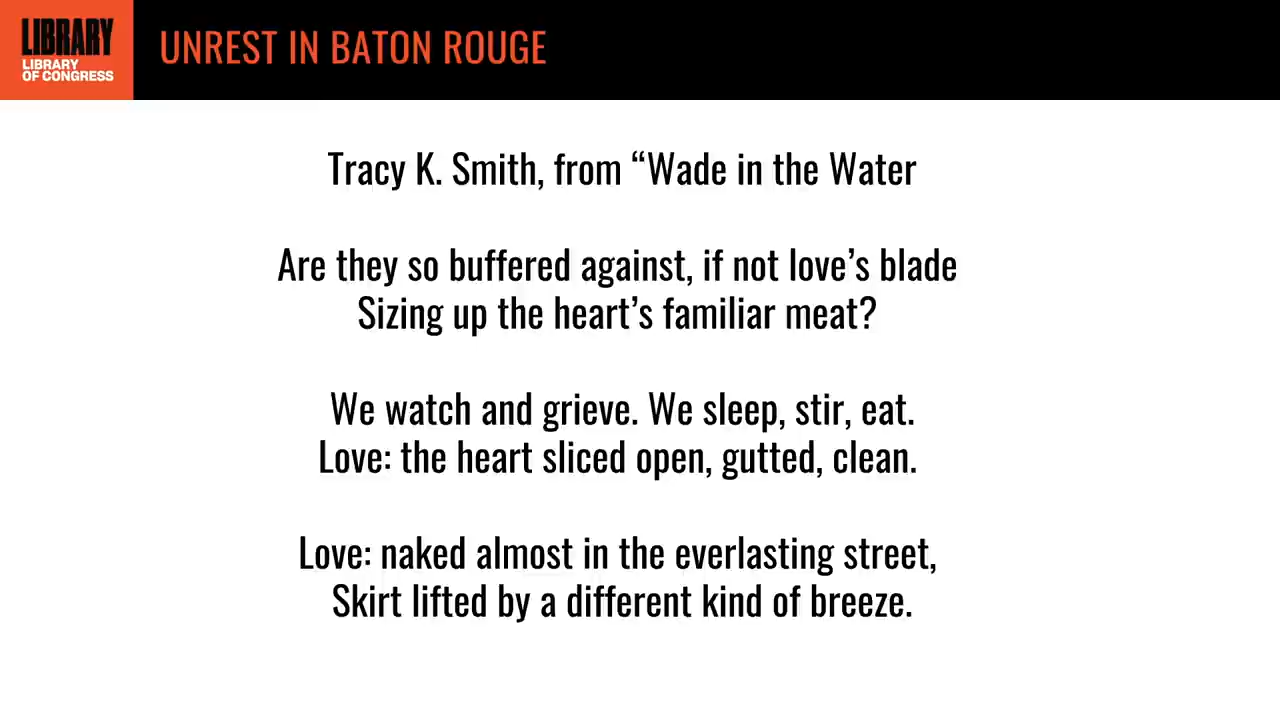 LIBRARY
LIBRARY
OF CONGRESS
UNREST IN BATON ROUGE
Tracy K. Smith, from “Wade in the Water
Are they so buffered against, if not love’s blade
Sizing up the heart’s familiar meat?
We watch and grieve. We sleep, stir, eat.
Love: the heart sliced open, gutted, clean.
Love: naked almost in the everlasting street,
Skirt lifted by a different kind of breeze.